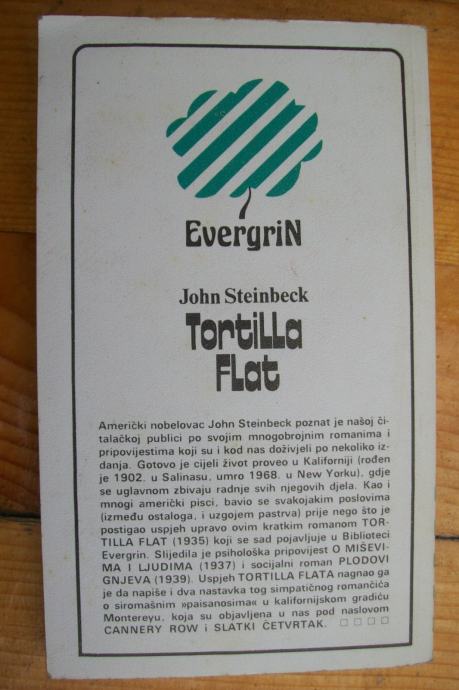 EvergriN
John Steinbeck
TortiLLa
FLat
Američki nobelovac John Steinbeck poznat je našoj či-
talačkoj publici po svojim mnogobrojnim romanima i
pripovijestima koji su i kod nas doživjeli po nekoliko iz-
danja. Gotovo je cijeli život proveo u Kaliforniji (rođen
je 1902. u Salinasu, umro 1968. u New Yorku), gdje
se uglavnom zbivaju radnje svih njegovih djela. Kao i
mnogi američki pisci, bavio se svakojakim poslovima
(između ostaloga, i uzgojem pastrva) prije nego što je
postigao uspjeh upravo ovim kratkim romanom TOR-
TILLA FLAT (1935) koji se sad pojavljuje u Biblioteci
Evergrin. Slijedila je psihološka pripovijest O MIŠEVI-
MA I LJUDIMA (1937) i socijalni roman PLODOVI
GNJEVA (1939). Uspjeh TORTILLA FLATA nagnao ga
je da napiše i dva nastavka tog simpatičnog romančića
o siromašnim »paisanosima« u kalifornijskom gradiću
Montereyu, koja su objavljena u nas pod naslovom
CANNERY ROW i SLATKI ČETVRTAK. □ □ □ □